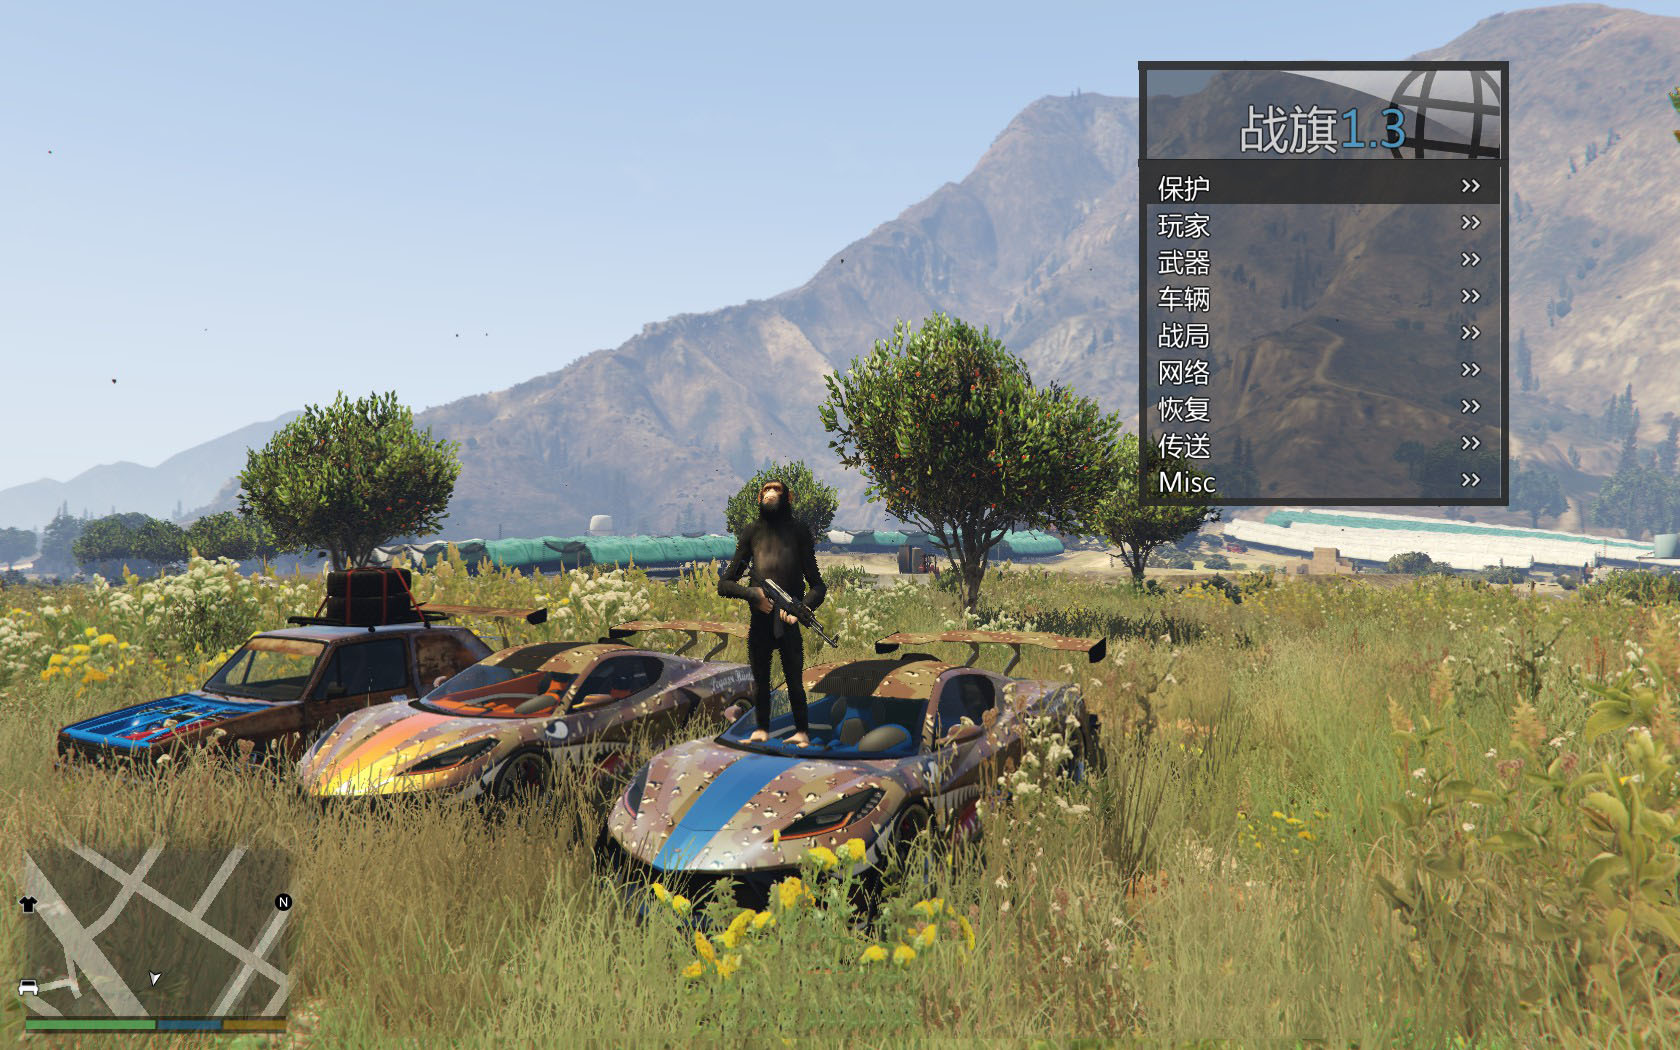 战旗1.3
保护 >>
玩家 >>
武器 >>
车辆 >>
战局 >>
网络 >>
恢复 >>
传送 >>
Misc >>
N